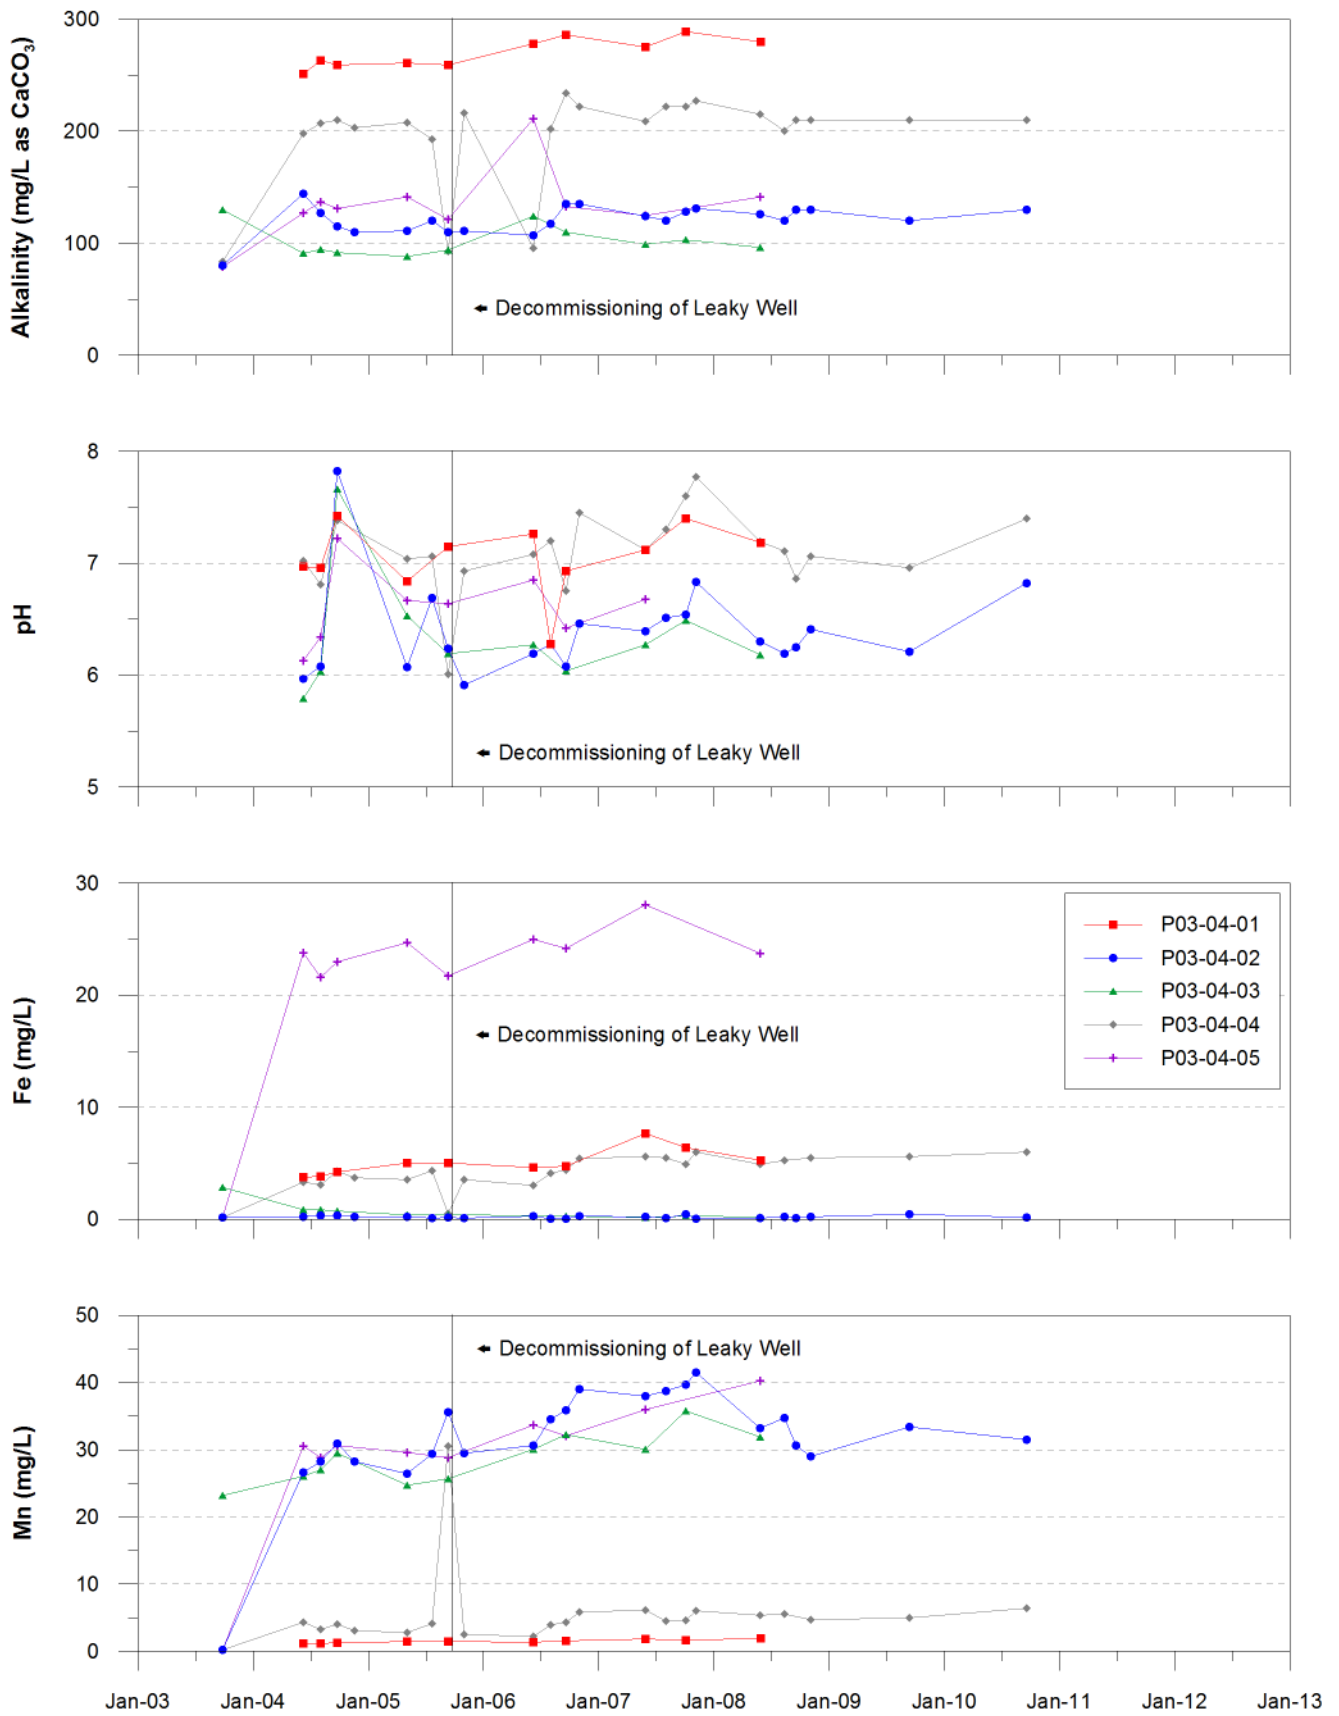 Alkalinity (mg/L as CaCO₃)
300
200
100
0
← Decommissioning of Leaky Well
pH
8
7
6
5
← Decommissioning of Leaky Well
Fe (mg/L)
30
20
10
0
← Decommissioning of Leaky Well
P03-04-01
P03-04-02
P03-04-03
P03-04-04
P03-04-05
Mn (mg/L)
50
40
30
20
10
0
← Decommissioning of Leaky Well
Jan-03 Jan-04 Jan-05 Jan-06 Jan-07 Jan-08 Jan-09 Jan-10 Jan-11 Jan-12 Jan-13